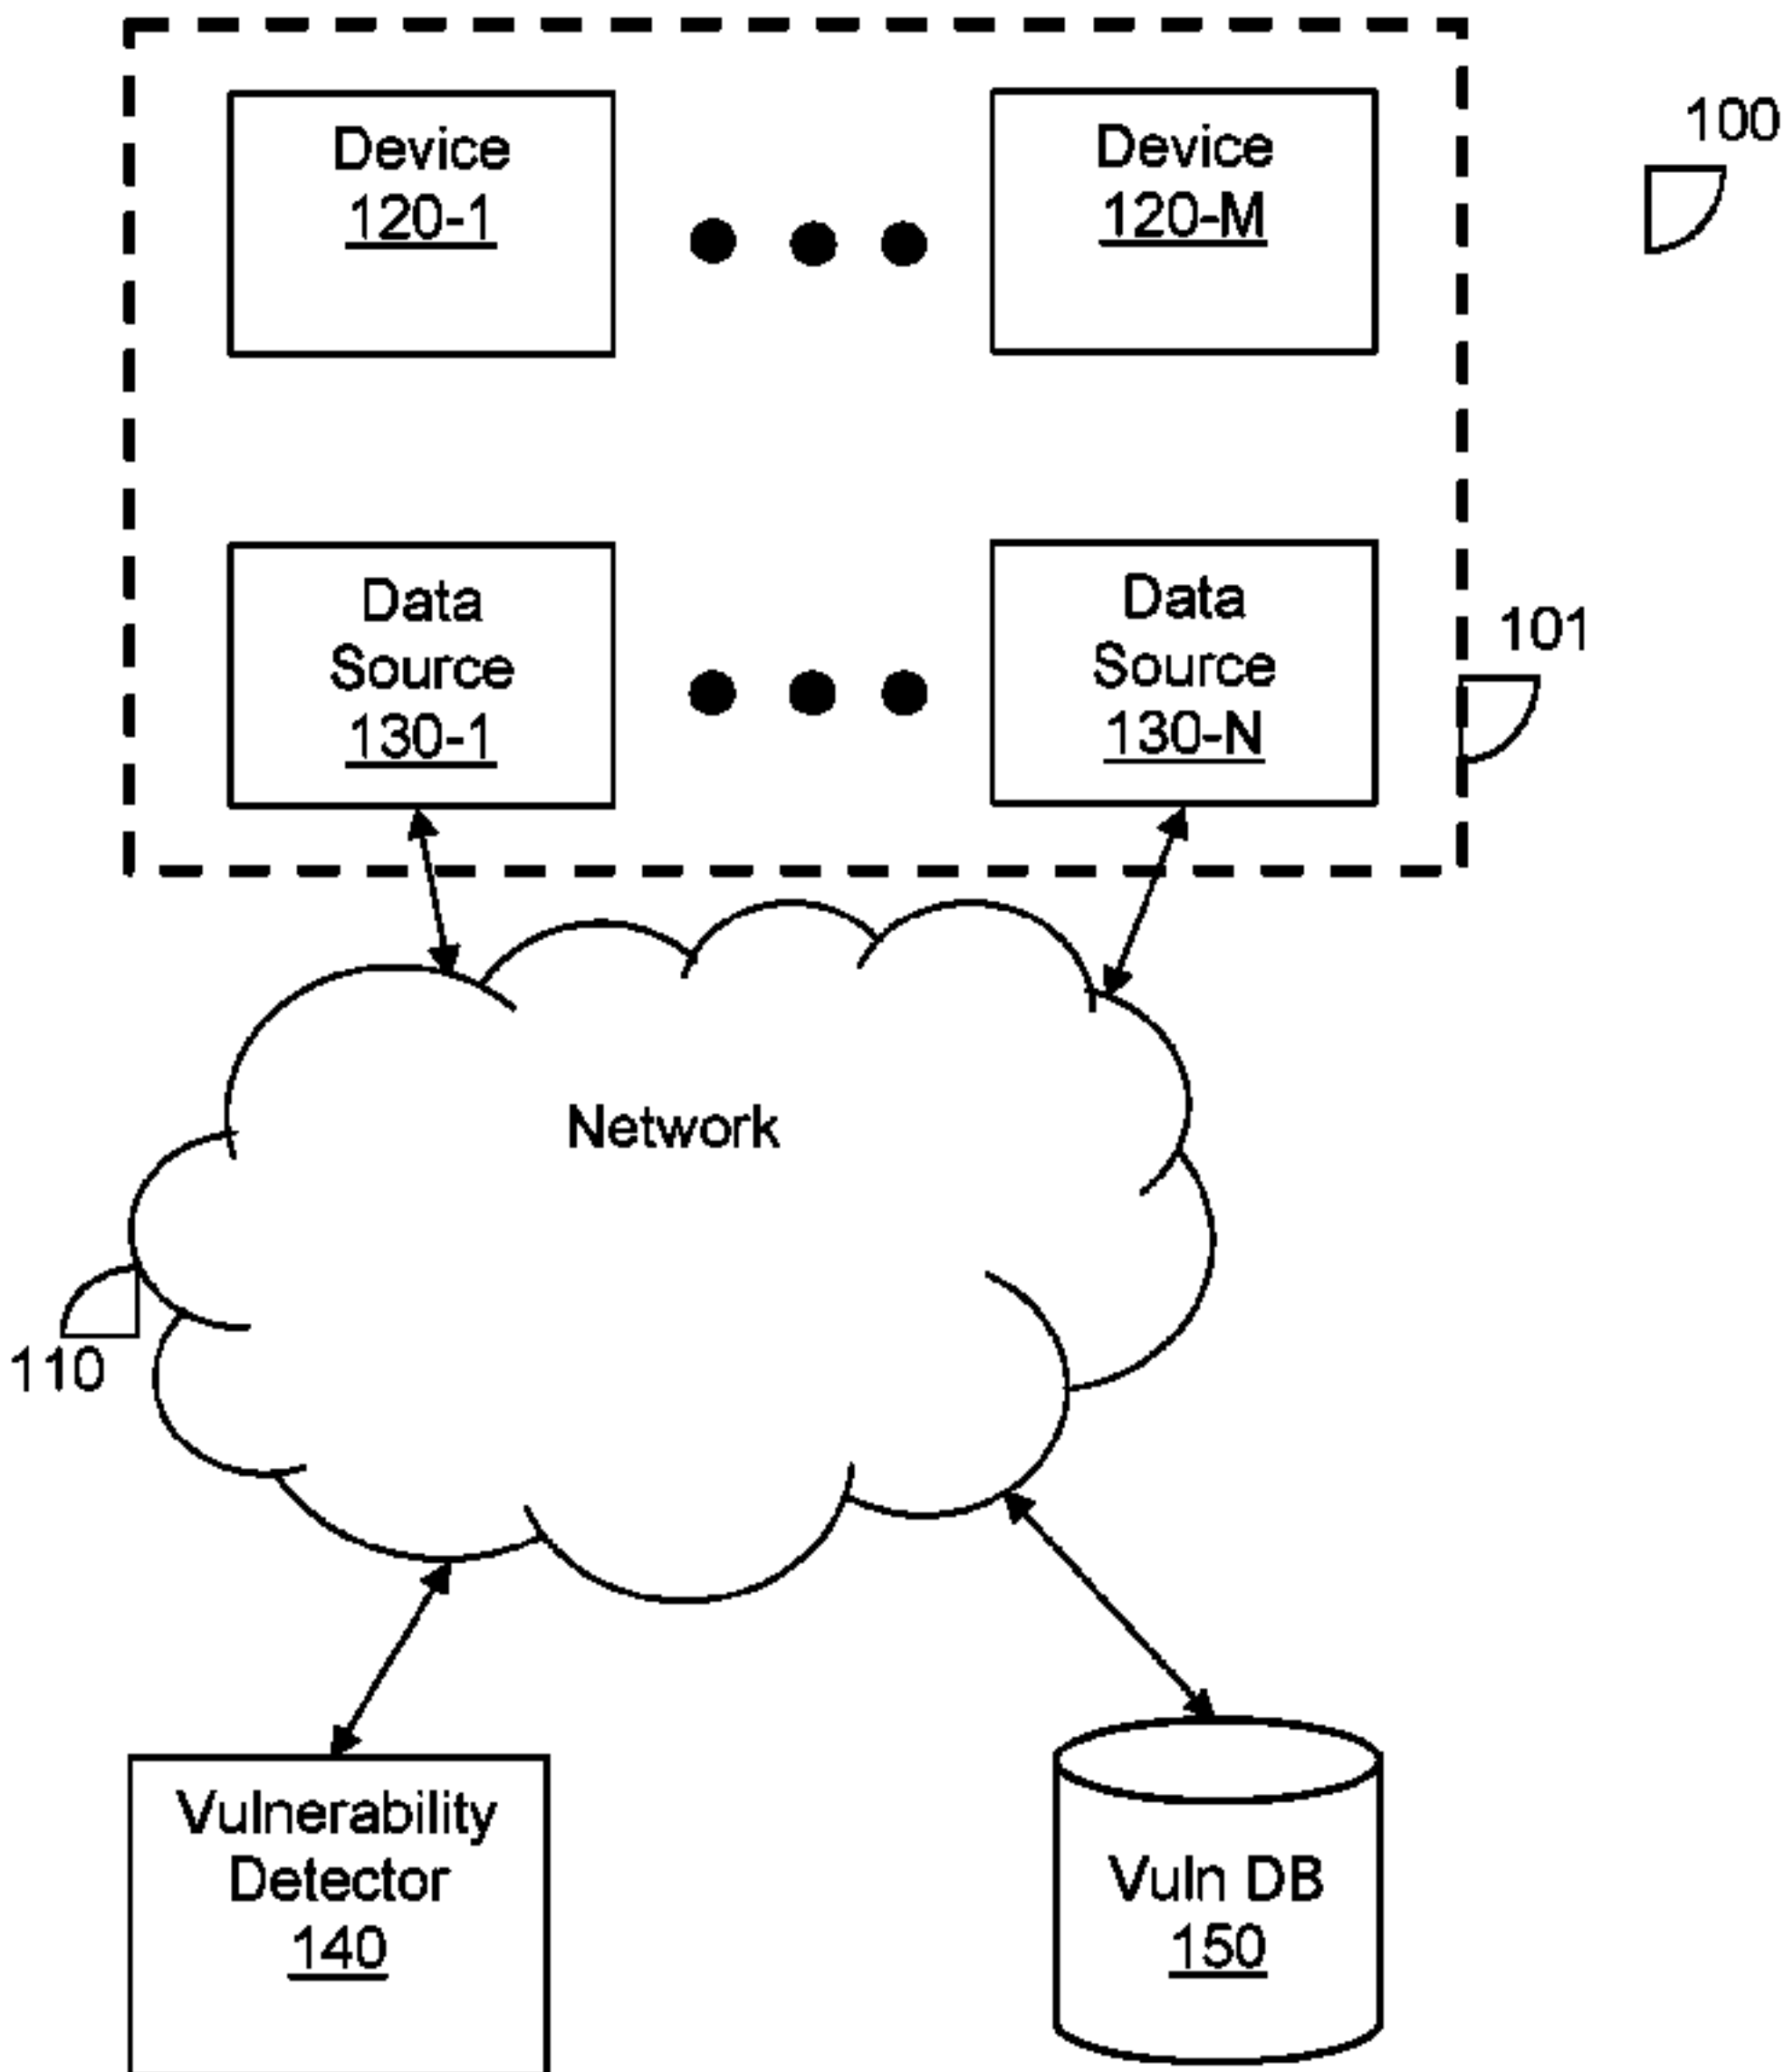 Device
120-1
Device
120-M
100
Data
Source
130-1
Data
Source
130-N
101
Network
110
Vulnerability
Detector
140
Vuln DB
150